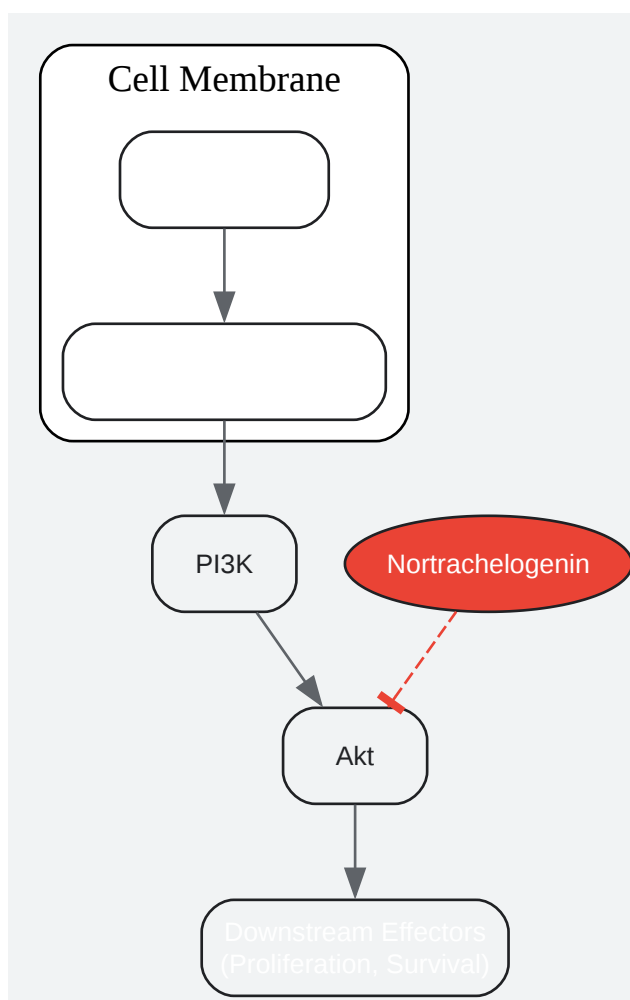 Cell Membrane
PI3K
Nortrachelogenin
Akt
Downstream Effectors
(Proliferation, Survival)